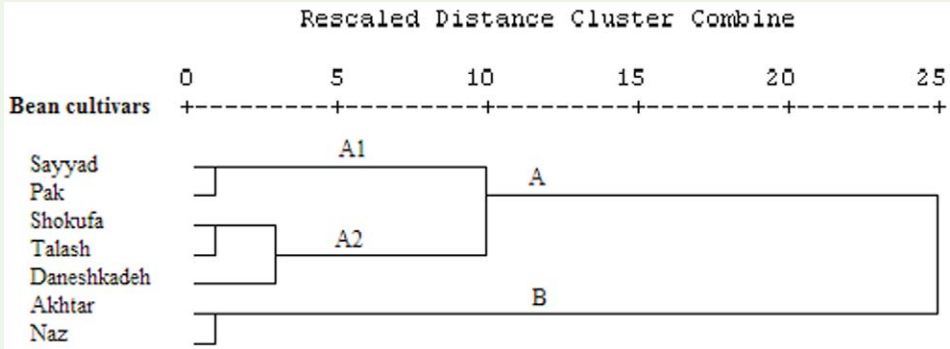 Rescaled Distance Cluster Combine
0 5 10 15 20 25
Bean cultivars +---------+---------+---------+---------+---------+
A1
Sayyad
A
Pak
Shokufa
Talash A2
Daneshkadeh
Akhtar B
Naz